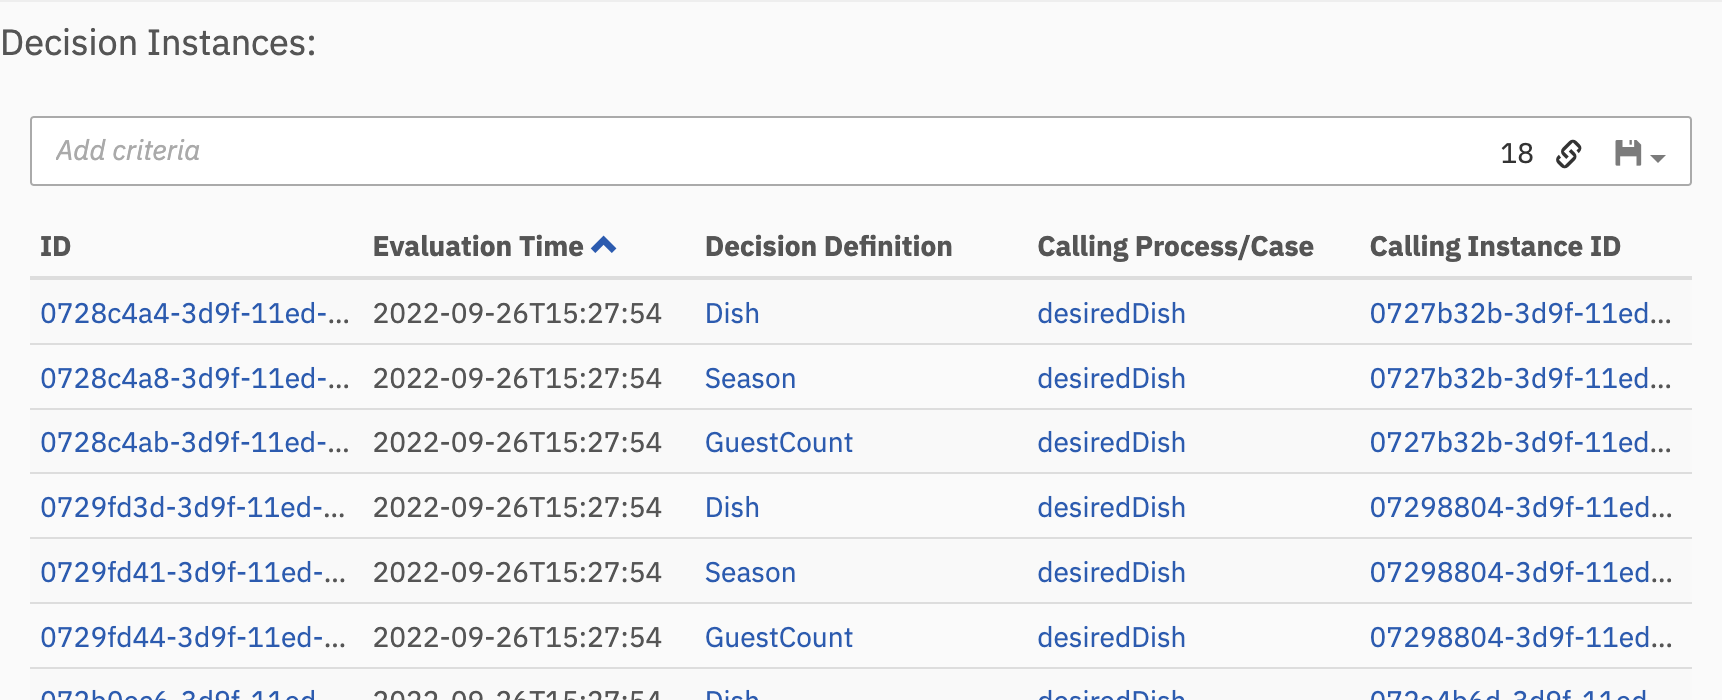 Decision Instances:
Add criteria 18
ID Evaluation Time Decision Definition Calling Process/Case Calling Instance ID
0728c4a4-3d9f-11ed-... 2022-09-26T15:27:54 Dish desiredDish 0727b32b-3d9f-11ed...
0728c4a8-3d9f-11ed-... 2022-09-26T15:27:54 Season desiredDish 0727b32b-3d9f-11ed...
0728c4ab-3d9f-11ed-... 2022-09-26T15:27:54 GuestCount desiredDish 0727b32b-3d9f-11ed...
0729fd3d-3d9f-11ed-... 2022-09-26T15:27:54 Dish desiredDish 07298804-3d9f-11ed...
0729fd41-3d9f-11ed-... 2022-09-26T15:27:54 Season desiredDish 07298804-3d9f-11ed...
0729fd44-3d9f-11ed-... 2022-09-26T15:27:54 GuestCount desiredDish 07298804-3d9f-11ed...
2022-09-26T15:27:54 Dish desiredDish